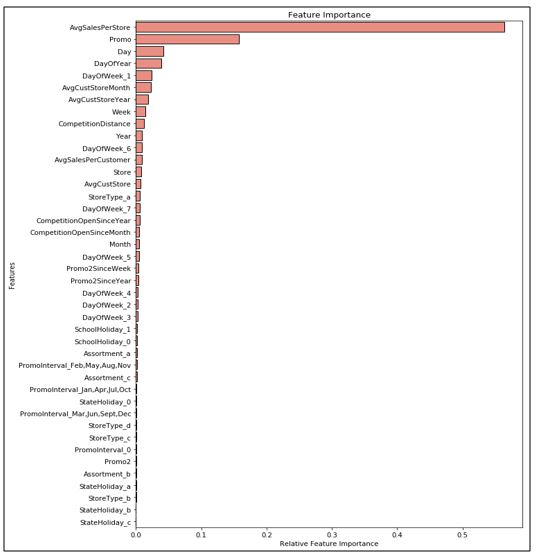 Feature Importance
AvgSalesPerStore
Promo
Day
DayOfYear
DayOfWeek_1
AvgCustStoreMonth
AvgCustStoreYear
Week
CompetitionDistance
Year
DayOfWeek_6
AvgSalesPerCustomer
Store
AvgCustStore
StoreType_a
DayOfWeek_7
CompetitionOpenSinceYear
CompetitionOpenSinceMonth
Month
DayOfWeek_5
Promo2SinceWeek
Promo2SinceYear
DayOfWeek_4
DayOfWeek_2
DayOfWeek_3
SchoolHoliday_1
SchoolHoliday_0
Assortment_a
PromoInterval_Feb,May,Aug,Nov
Assortment_c
PromoInterval_Jan,Apr,Jul,Oct
StateHoliday_0
PromoInterval_Mar,Jun,Sept,Dec
StoreType_d
StoreType_c
PromoInterval_0
Promo2
Assortment_b
StateHoliday_a
StoreType_b
StateHoliday_b
StateHoliday_c
Features
0.0 0.1 0.2 0.3 0.4 0.5
Relative Feature Importance